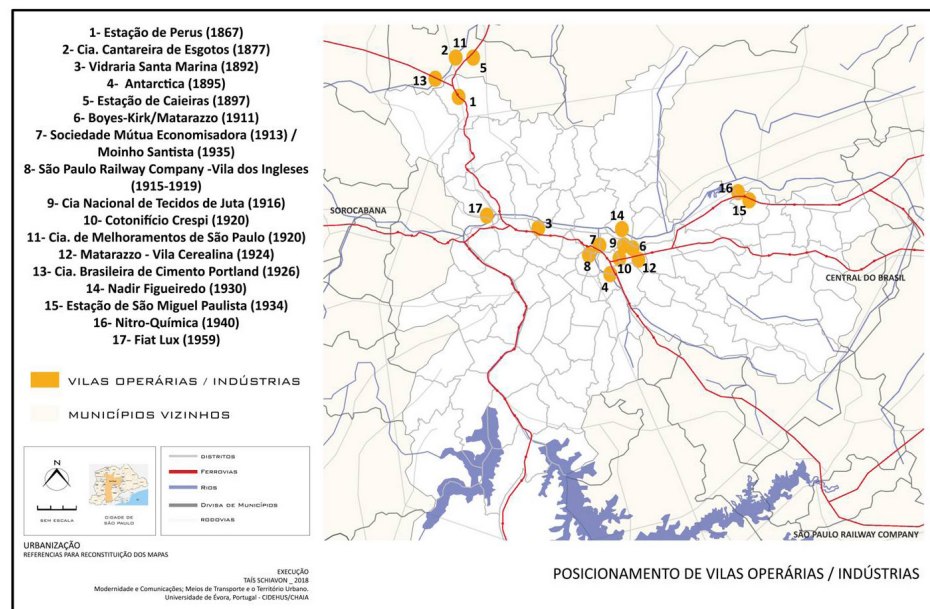 1- Estação de Perus (1867)
2- Cia. Cantareira de Esgotos (1877)
3- Vidraria Santa Marina (1892)
4- Antarctica (1895)
5- Estação de Caieiras (1897)
6- Boyes-Kirk/Matarazzo (1911)
7- Sociedade Mútua Economisadora (1913) /
Moinho Santista (1935)
8- São Paulo Railway Company -Vila dos Ingleses
(1915-1919)
9- Cia Nacional de Tecidos de Juta (1916)
10- Cotonifício Crespi (1920)
11- Cia. de Melhoramentos de São Paulo (1920)
12- Matarazzo - Vila Cerealina (1924)
13- Cia. Brasileira de Cimento Portland (1926)
14- Nadir Figueiredo (1930)
15- Estação de São Miguel Paulista (1934)
16- Nitro-Química (1940)
17- Fiat Lux (1959)
VILAS OPERÁRIAS / INDÚSTRIAS
MUNICÍPIOS VIZINHOS
N
SEM ESCALA
CIDADE DE
SÃO PAULO
DISTRITOS
FERROVIAS
RIOS
DIVISA DE MUNICÍPIOS
RODOVIAS
URBANIZAÇÃO
REFERENCIAS PARA RECONSTITUIÇÃO DOS MAPAS
EXECUÇÃO
TAÍS SCHIAVON _ 2018
Modernidade e Comunicações; Meios de Transporte e o Território Urbano.
Universidade de Évora, Portugal - CIDEHUS/CHAIA
11
2
5
13
1
16
15
SOROCABANA
17
3
14
7
9
6
8
10
12
4
CENTRAL DO BRASIL
SÃO PAULO RAILWAY COMPANY
POSICIONAMENTO DE VILAS OPERÁRIAS / INDÚSTRIAS